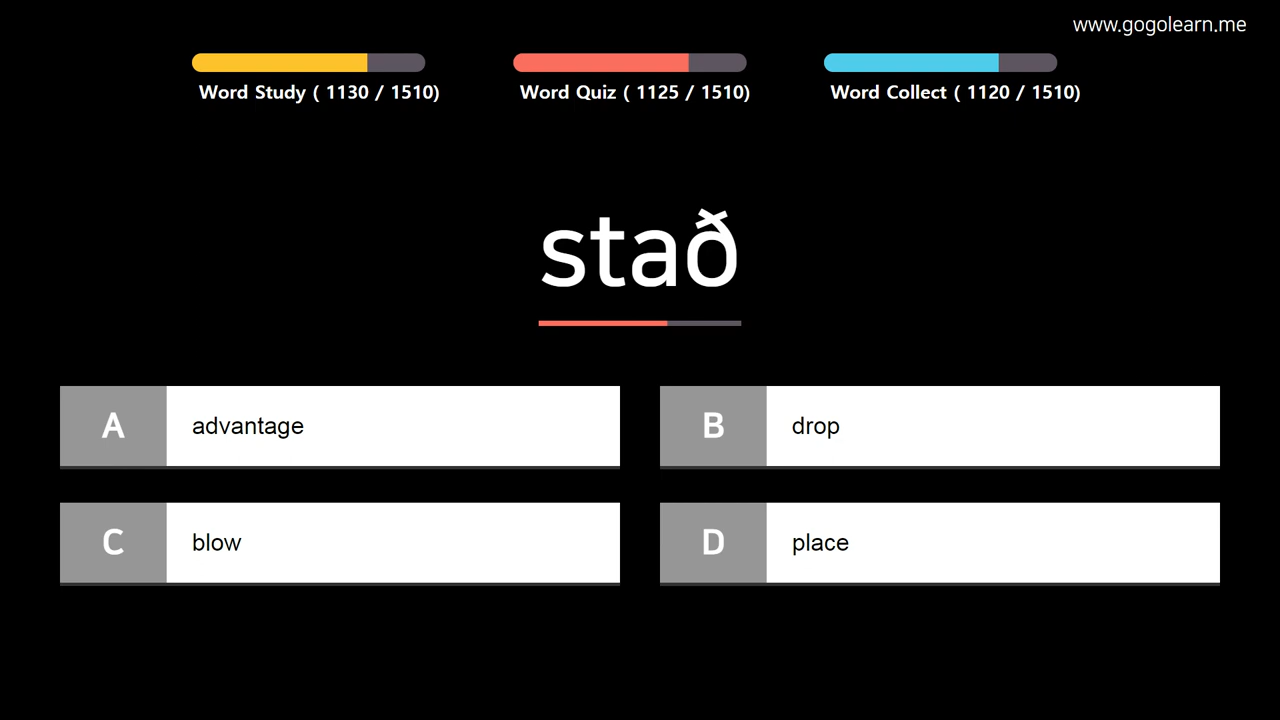 www.gogolearn.me
Word Study ( 1130 / 1510)
Word Quiz ( 1125 / 1510)
Word Collect ( 1120 / 1510)
stað
A advantage
B drop
C blow
D place